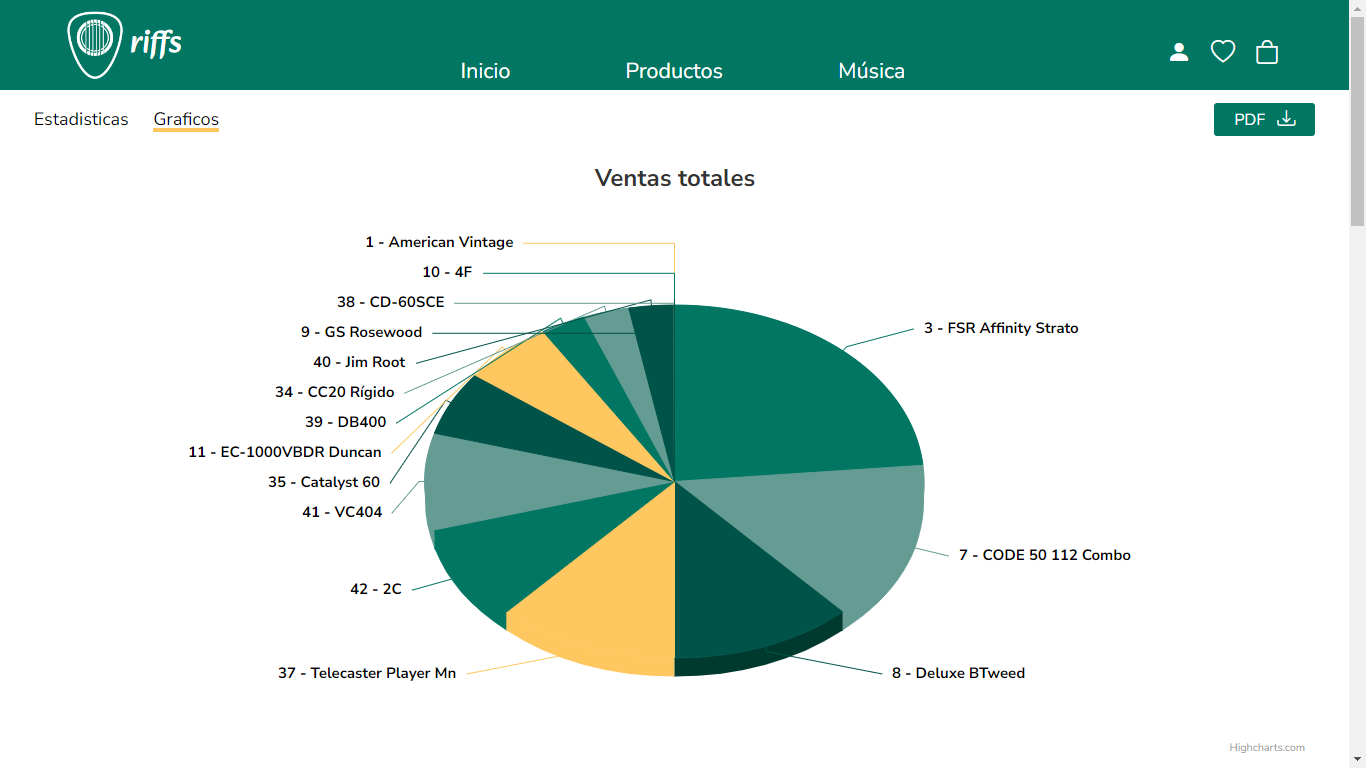 riffs
Inicio
Productos
Música
Estadisticas
Graficos
PDF
Ventas totales
1 - American Vintage
10 - 4F
38 - CD-60SCE
9 - GS Rosewood
3 - FSR Affinity Strato
40 - Jim Root
34 - CC20 Rígido
39 - DB400
11 - EC-1000VBDR Duncan
35 - Catalyst 60
41 - VC404
7 - CODE 50 112 Combo
42 - 2C
37 - Telecaster Player Mn
8 - Deluxe BTweed
Highcharts.com